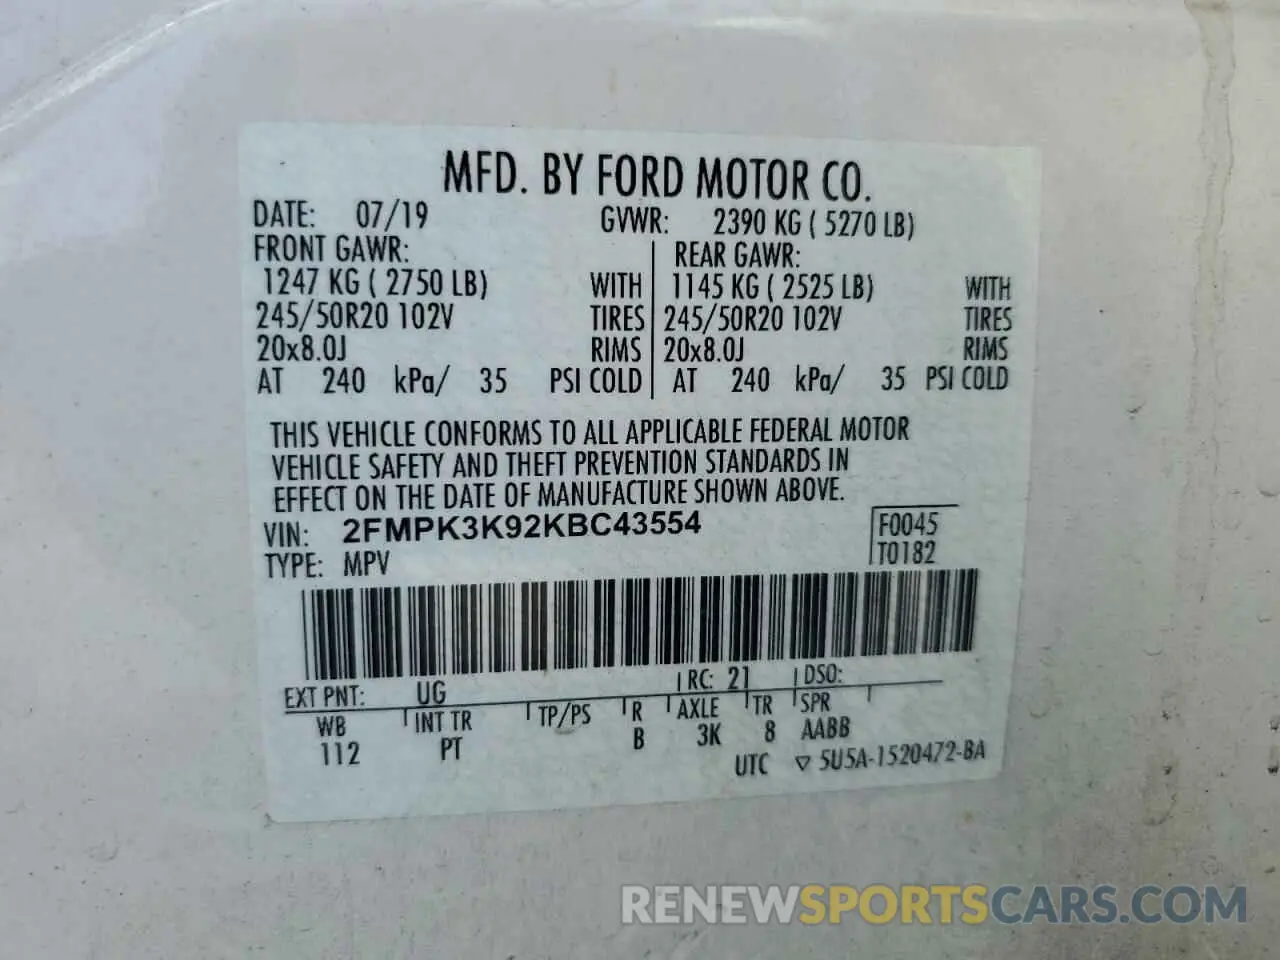 MFD. BY FORD MOTOR CO.
DATE: 07/19 GVWR: 2390 KG ( 5270 LB)
FRONT GAWR: REAR GAWR:
1247 KG ( 2750 LB) WITH 1145 KG ( 2525 LB) WITH
245/50R20 102V TIRES 245/50R20 102V TIRES
20x8.0J RIMS 20x8.0J RIMS
AT 240 kPa/ 35 PSI COLD AT 240 kPa/ 35 PSI COLD
THIS VEHICLE CONFORMS TO ALL APPLICABLE FEDERAL MOTOR
VEHICLE SAFETY AND THEFT PREVENTION STANDARDS IN
EFFECT ON THE DATE OF MANUFACTURE SHOWN ABOVE.
VIN: 2FMPK3K92KBC43554 F0045
TYPE: MPV T0182
EXT PNT: UG RC: 21 DSO:
WB INT TR TP/PS R AXLE TR SPR
112 PT B 3K 8 AABB
UTC ▽ 5U5A-1520472-BA
RENEWSPORTSCARS.COM